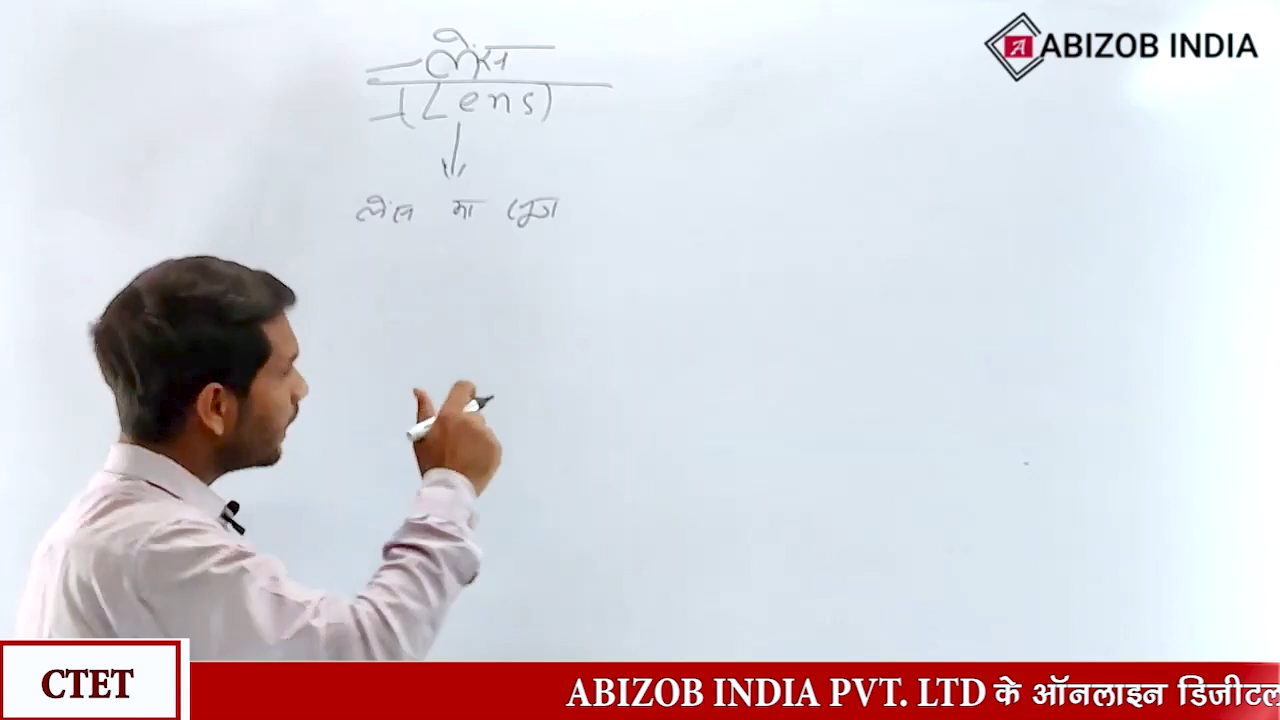 ABIZOB INDIA
लेंस
(Lens)
लेंस का सूत्र
CTET
ABIZOB INDIA PVT. LTD के ऑनलाइन डिजीटल